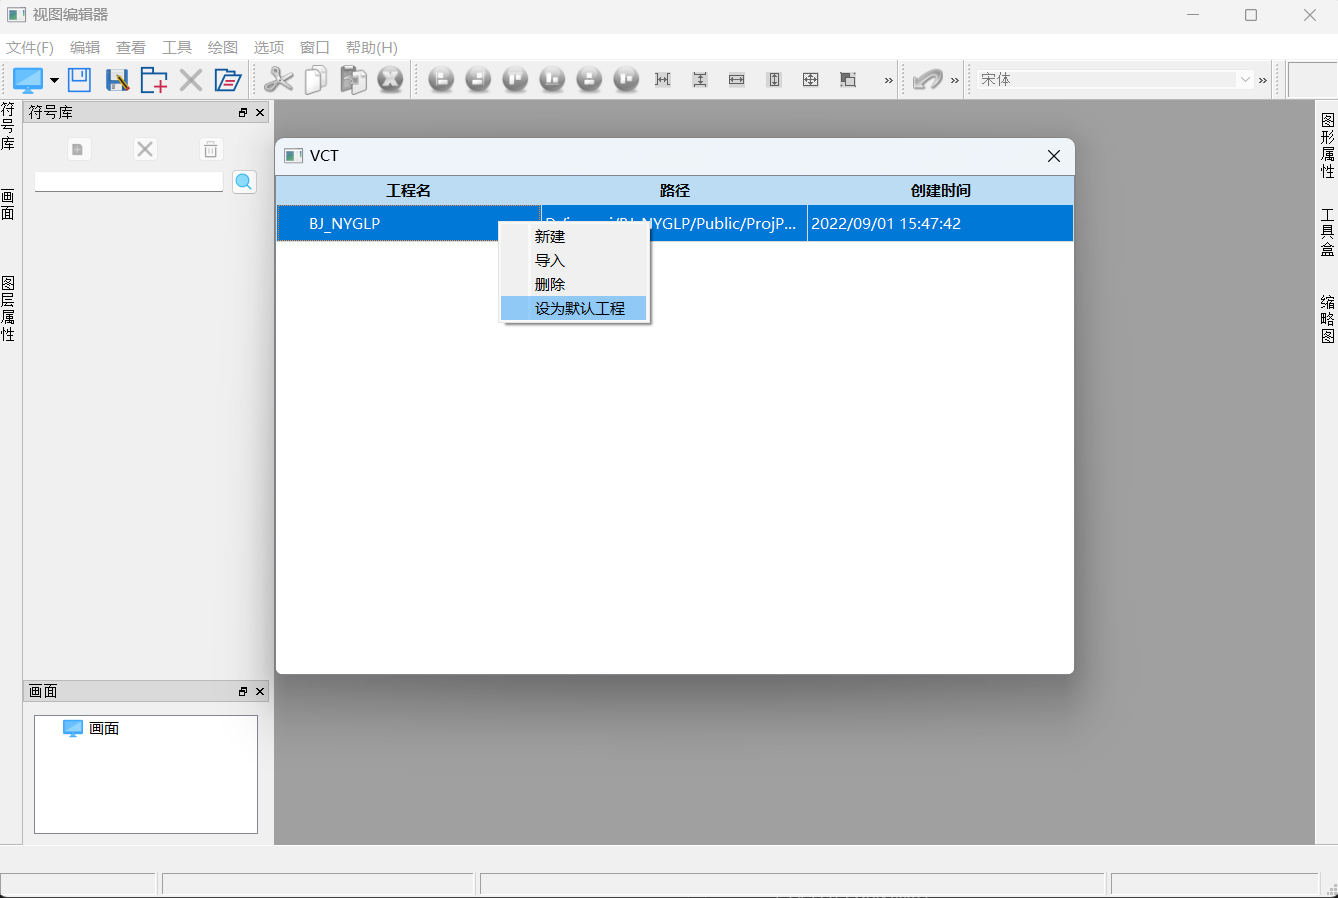 视图编辑器
文件(F) 编辑 查看 工具 绘图 选项 窗口 帮助(H)
宋体
符号库
画面
图层属性
符号库
VCT
工程名 路径 创建时间
BJ_NYGLP NYGLP/Public/ProjP... 2022/09/01 15:47:42
新建
导入
删除
设为默认工程
画面
画面
图形属性
工具盒
缩略图